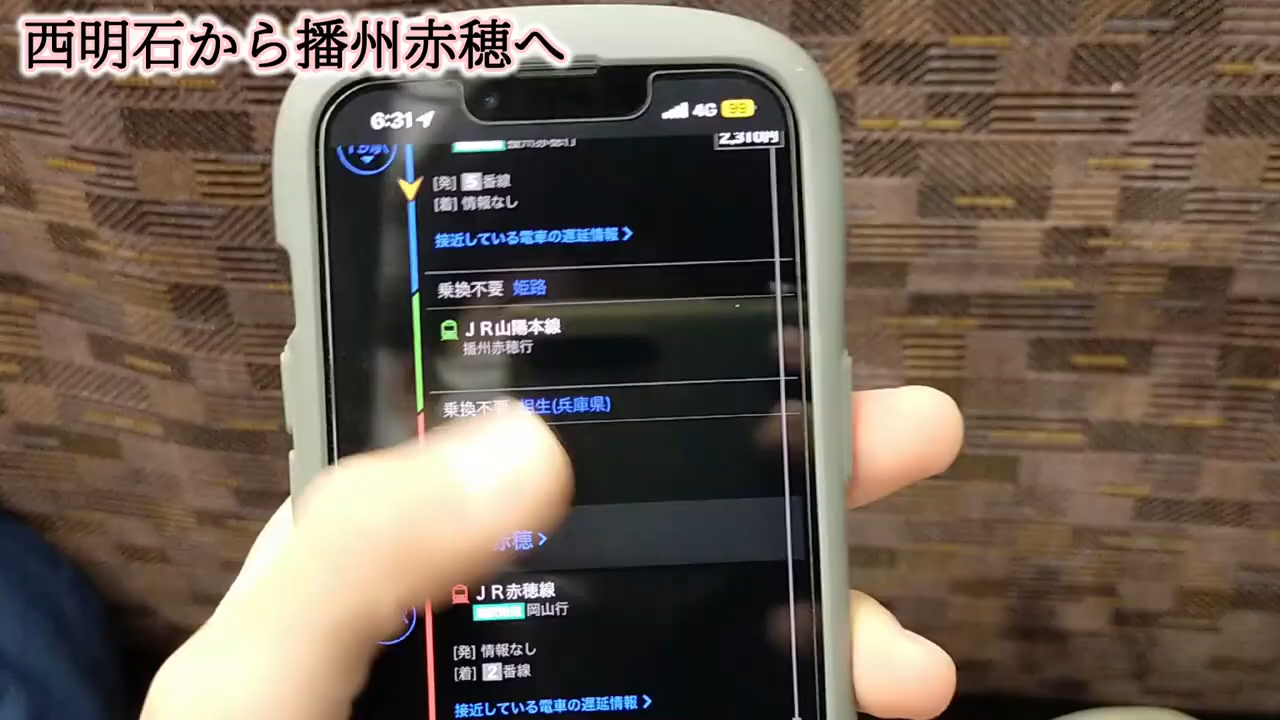 西明石から播州赤穂へ
6:31
4G
2,310円
[発] 5番線
[着] 情報なし
接近している電車の遅延情報
乗換不要 姫路
JR山陽本線
播州赤穂行
乗換不要 相生(兵庫県)
赤穂
JR赤穂線
岡山行
[発] 情報なし
[着] 2番線
接近している電車の遅延情報